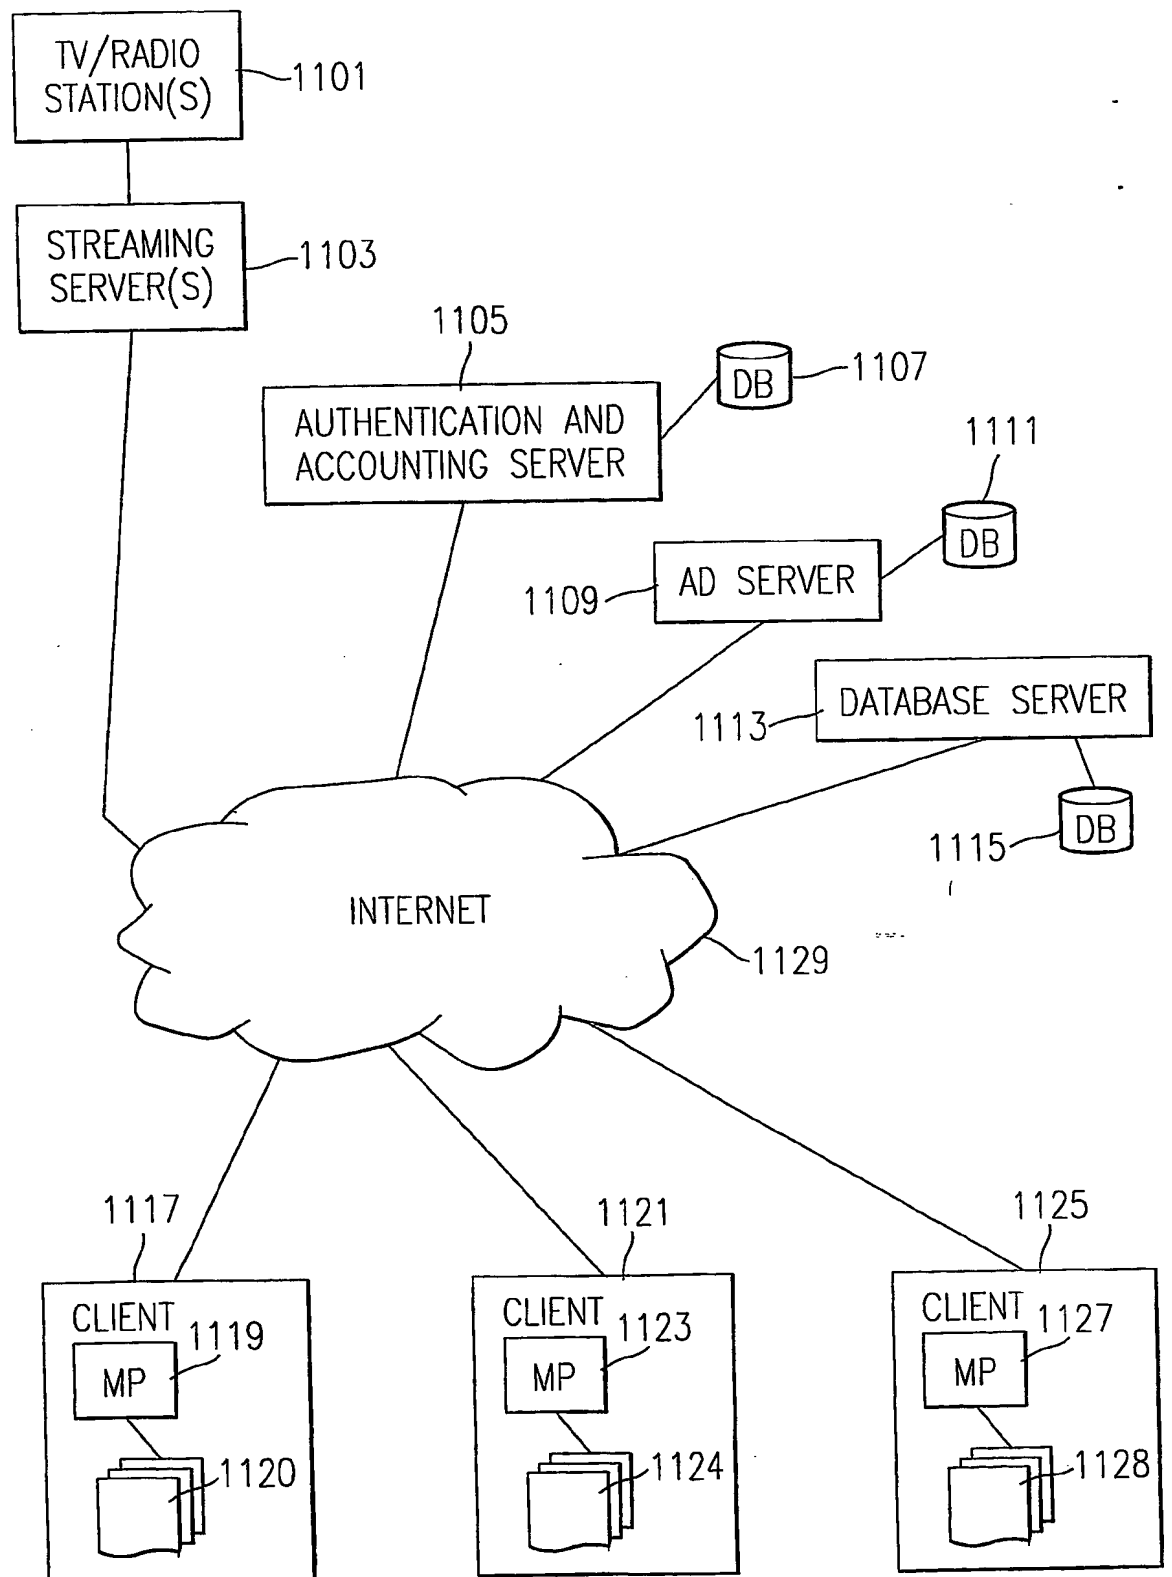 TV/RADIO
STATION(S)
1101
STREAMING
SERVER(S)
1103
1105
AUTHENTICATION AND
ACCOUNTING SERVER
DB
1107
1111
DB
1109
AD SERVER
1113
DATABASE SERVER
1115
DB
INTERNET
1129
1117
CLIENT
1119
MP
1120
1121
CLIENT
1123
MP
1124
1125
CLIENT
1127
MP
1128